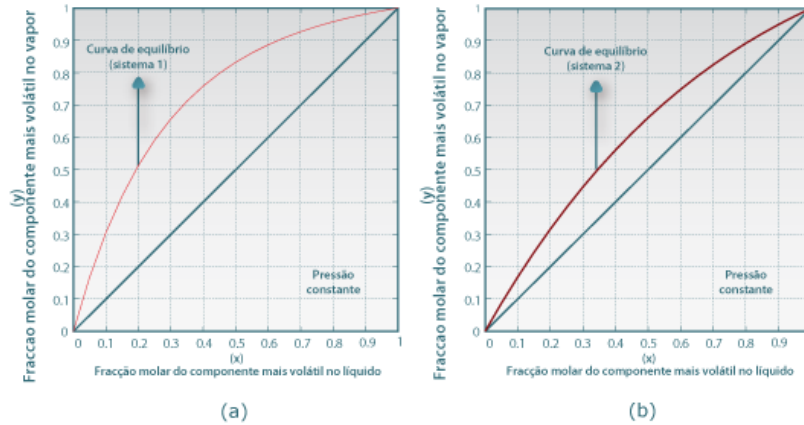 Curva de equilíbrio
(sistema 1)
Pressão
constante
Fraccao molar do componente mais volátil no vapor
(y)
1
0.9
0.8
0.7
0.6
0.5
0.4
0.3
0.2
0.1
0
0 0.1 0.2 0.3 0.4 0.5 0.6 0.7 0.8 0.9 1
(x)
Fracção molar do componente mais volátil no líquido
(a)
Curva de equilíbrio
(sistema 2)
Pressão
constante
Fraccao molar do componente mais volátil no vapor
(y)
1
0.9
0.8
0.7
0.6
0.5
0.4
0.3
0.2
0.1
0
0 0.1 0.2 0.3 0.4 0.5 0.6 0.7 0.8 0.9
(x)
Fracção molar do componente mais volátil no líquido
(b)